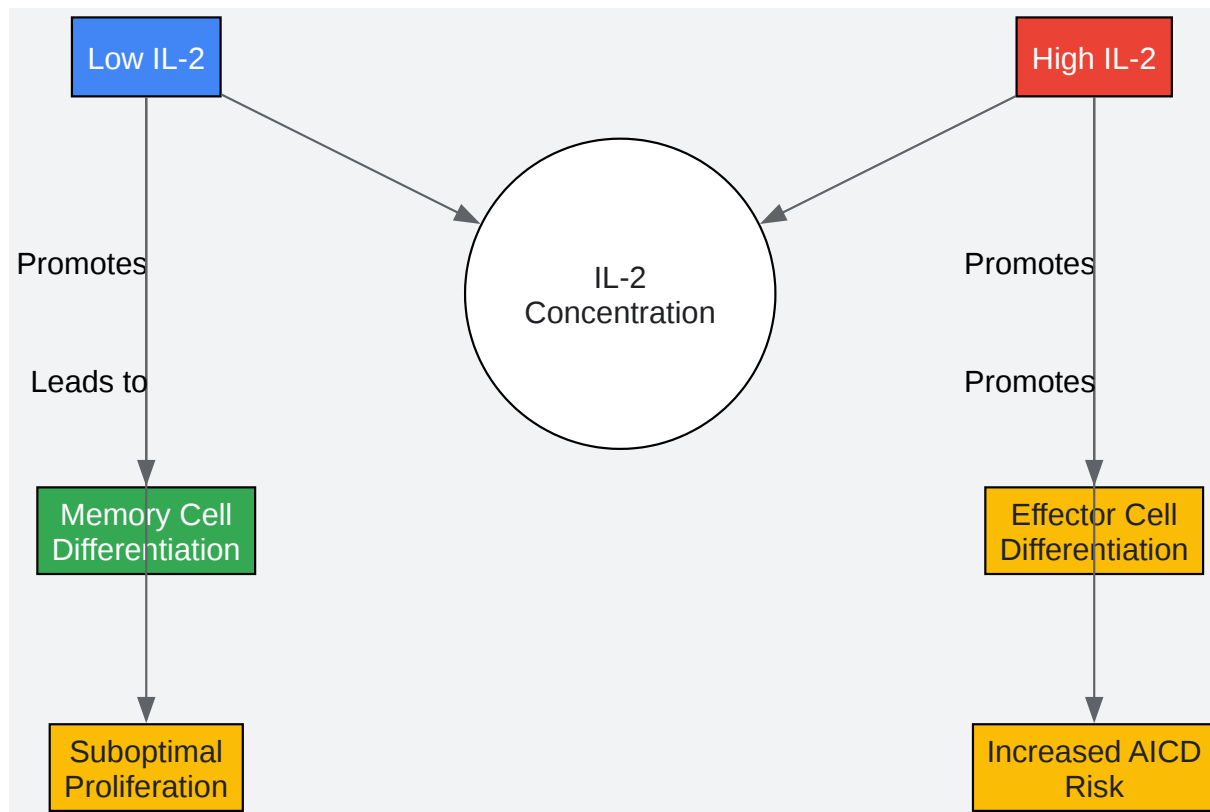 Low IL-2
High IL-2
Promotes
Promotes
IL-2
Concentration
Leads to
Promotes
Memory Cell
Differentiation
Effector Cell
Differentiation
Suboptimal
Proliferation
Increased AICD
Risk